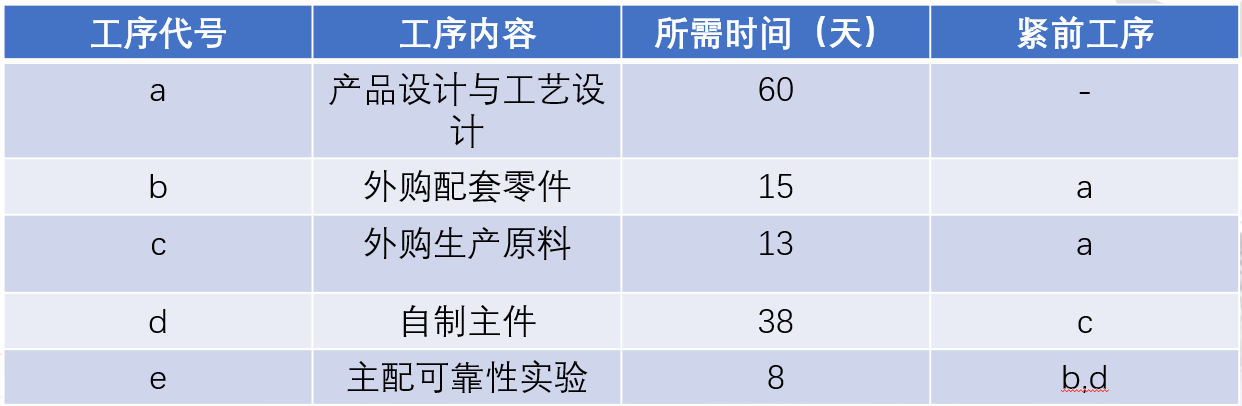 工序代号 工序内容 所需时间（天） 紧前工序
a 产品设计与工艺设
计 60 -
b 外购配套零件 15 a
c 外购生产原料 13 a
d 自制主件 38 c
e 主配可靠性实验 8 b,d